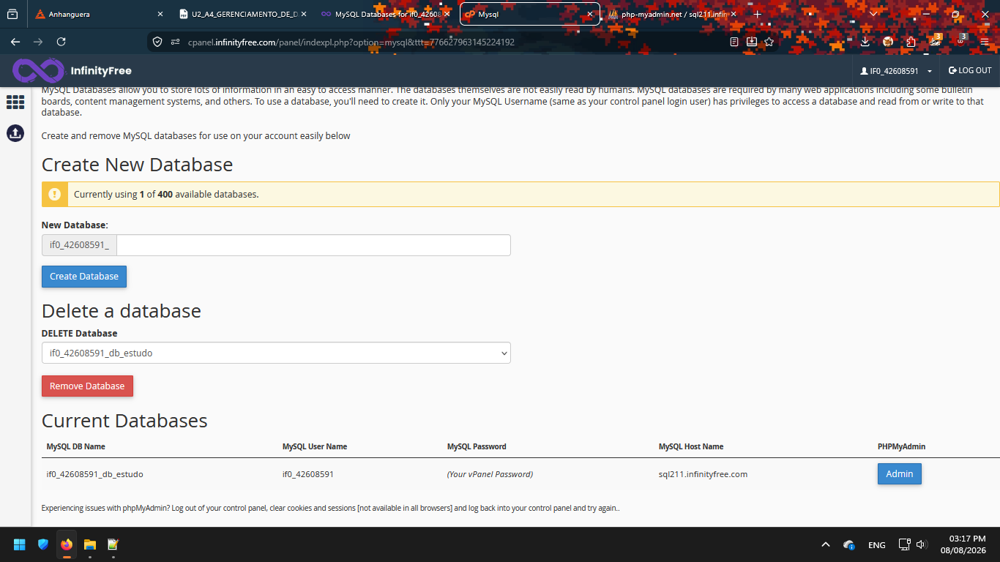 Anhanguera
U2_A4_GERENCIAMENTO_DE_D
MySQL Databases for if0_42608
Mysql
php-myadmin.net / sql211.infin
cpanel.infinityfree.com/panel/indexpl.php?option=mysql&ttt=776627963145224192
3
3
InfinityFree
IF0_42608591
LOG OUT
MySQL Databases allow you to store lots of information in an easy to access manner. The databases themselves are not easily read by humans. MySQL databases are required by many web applications including some bulletin
boards, content management systems, and others. To use a database, you'll need to create it. Only your MySQL Username (same as your control panel login user) has privileges to access a database and read from or write to that
database.
Create and remove MySQL databases for use on your account easily below
Create New Database
Currently using 1 of 400 available databases.
New Database:
if0_42608591_
Create Database
Delete a database
DELETE Database
if0_42608591_db_estudo
Remove Database
Current Databases
MySQL DB Name MySQL User Name MySQL Password MySQL Host Name PHPMyAdmin
if0_42608591_db_estudo if0_42608591 (Your vPanel Password) sql211.infinityfree.com Admin
Experiencing issues with phpMyAdmin? Log out of your control panel, clear cookies and sessions [not available in all browsers] and log back into your control panel and try again..
ENG
03:17 PM
08/08/2026